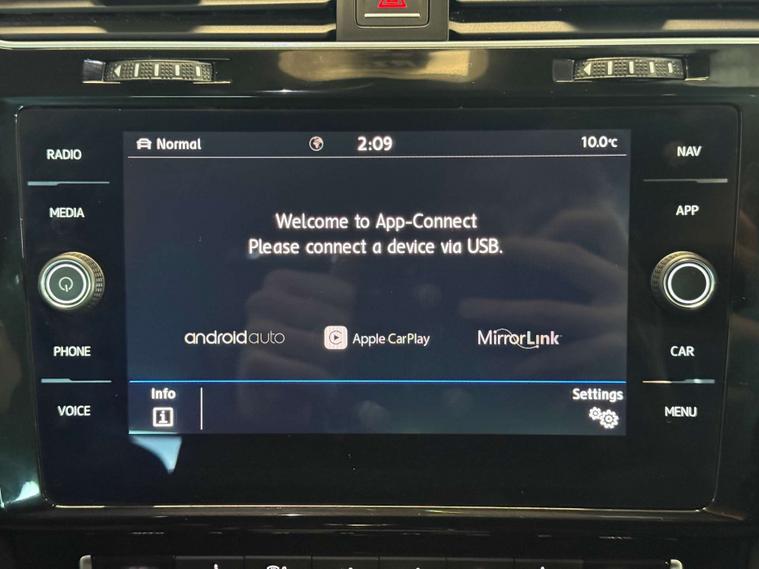 RADIO
MEDIA
PHONE
VOICE
Normal
2:09
10.0°C
Welcome to App-Connect
Please connect a device via USB.
androidauto
Apple CarPlay
MirrorLink
Info
Settings
NAV
APP
CAR
MENU